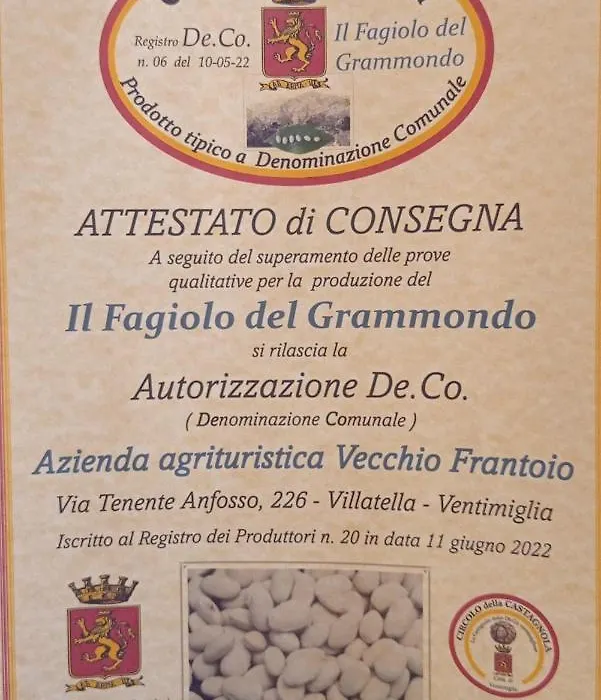 Registro De.Co.
n. 06 del 10-05-22
Il Fagiolo del
Grammondo
Prodotto tipico a Denominazione Comunale
ATTESTATO di CONSEGNA
A seguito del superamento delle prove
qualitative per la produzione del
Il Fagiolo del Grammondo
si rilascia la
Autorizzazione De.Co.
( Denominazione Comunale )
Azienda agrituristica Vecchio Frantoio
Via Tenente Anfosso, 226 - Villatella - Ventimiglia
Iscritto al Registro dei Produttori n. 20 in data 11 giugno 2022
CIRCOLO della CASTAGNOLA
Città di
Ventimiglia